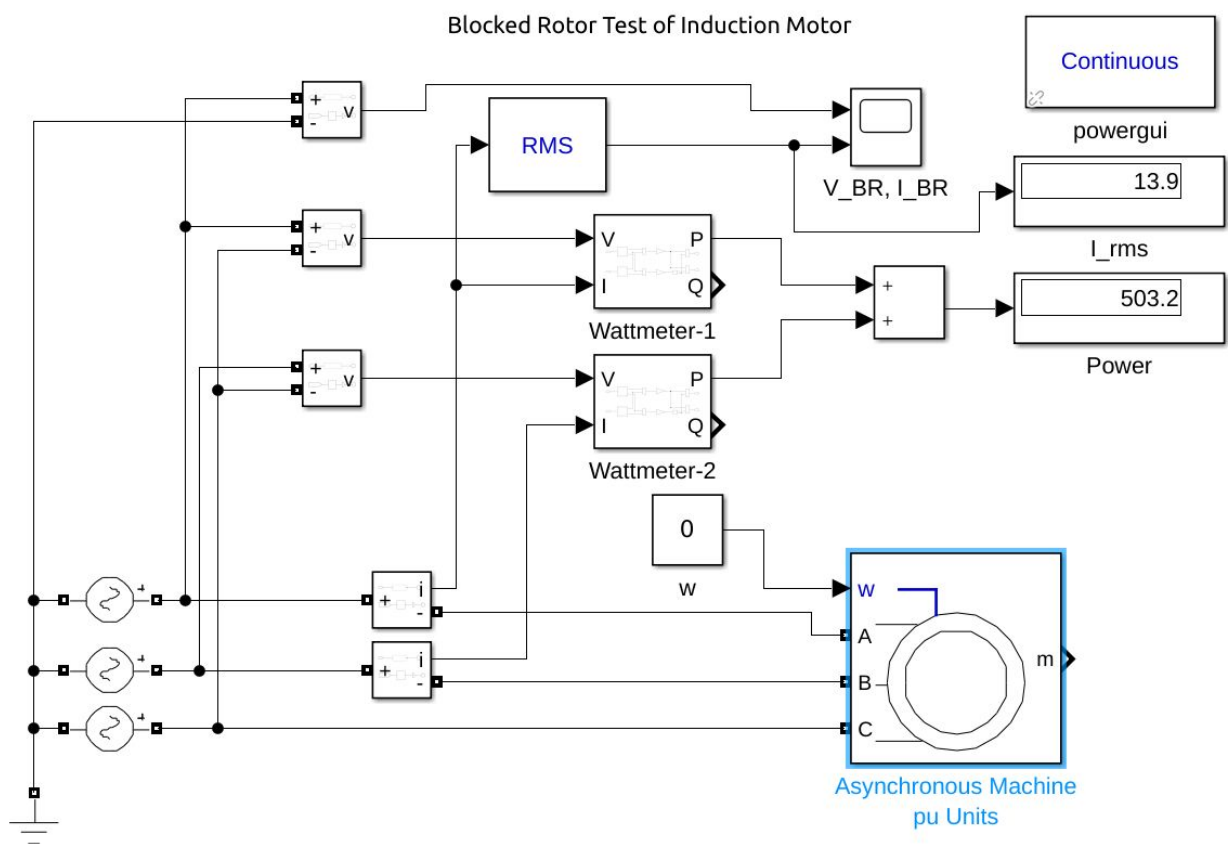 Blocked Rotor Test of Induction Motor
Continuous
powergui
+
-
v
RMS
V_BR, I_BR
13.9
I_rms
+
-
v
V
I
P
Q
Wattmeter-1
+
+
503.2
Power
+
-
v
V
I
P
Q
Wattmeter-2
0
w
+
+
i
-
w
A
+
+
i
-
B
m
+
C
Asynchronous Machine
pu Units